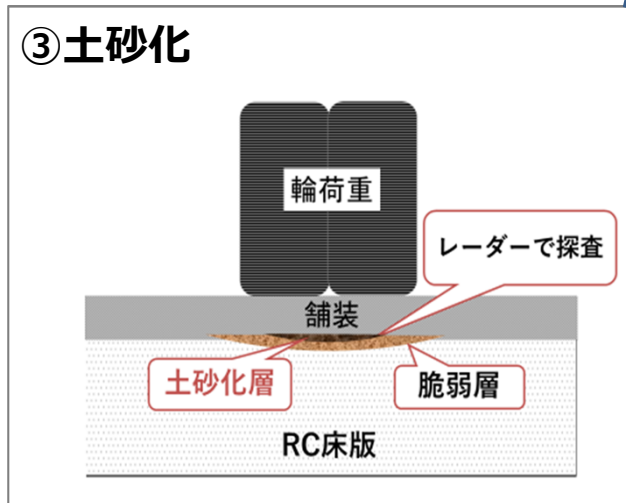 ③土砂化
輪荷重
レーダーで探査
舗装
土砂化層
脆弱層
RC床版